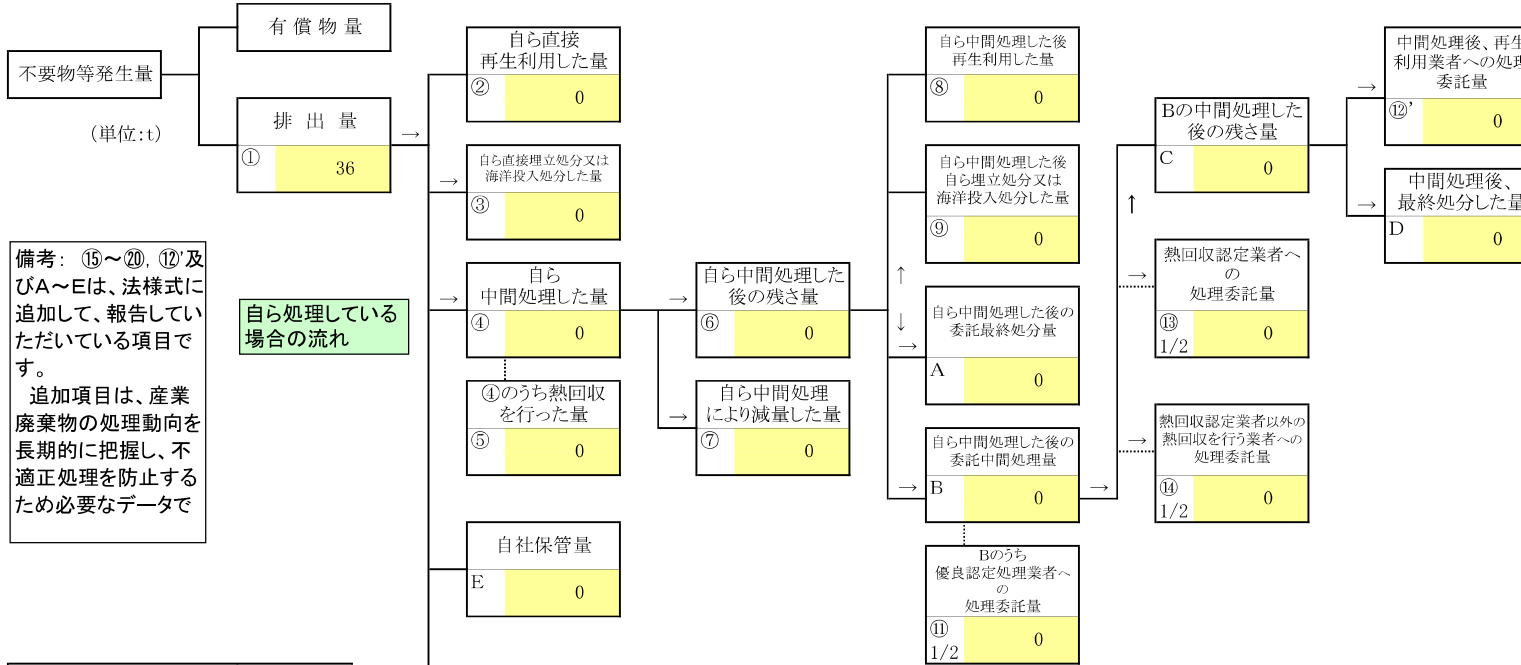 有償物量
不要物等発生量
(単位:t)
排出量
①
36
→
備考： ⑮～⑳, ⑫'及
びA～Eは、法様式に
追加して、報告してい
ただいている項目で
す。
追加項目は、産業
廃棄物の処理動向を
長期的に把握し、不
適正処理を防止する
ため必要なデータで
自ら処理している
場合の流れ
自ら直接
再生利用した量
②
0
→
自ら直接埋立処分又は
海洋投入処分した量
③
0
→
自ら
中間処理した量
④
0
④のうち熱回収
を行った量
⑤
0
自社保管量
E
0
→
自ら中間処理した
後の残さ量
⑥
0
→
自ら中間処理
により減量した量
⑦
0
自ら中間処理した後
再生利用した量
⑧
0
自ら中間処理した後
自ら埋立処分又は
海洋投入処分した量
⑨
0
↑
↓
→
自ら中間処理した後の
委託最終処分量
A
0
→
自ら中間処理した後の
委託中間処理量
B
0
→
Bのうち
優良認定処理業者へ
の
処理委託量
⑪
1/2
0
Bの中間処理した
後の残さ量
C
0
↑
→
熱回収認定業者へ
の
処理委託量
⑬
1/2
0
→
熱回収認定業者以外の
熱回収を行う業者への
処理委託量
⑭
1/2
0
→
中間処理後、再生
利用業者への処理
委託量
⑫'
0
→
中間処理後、
最終処分した量
D
0